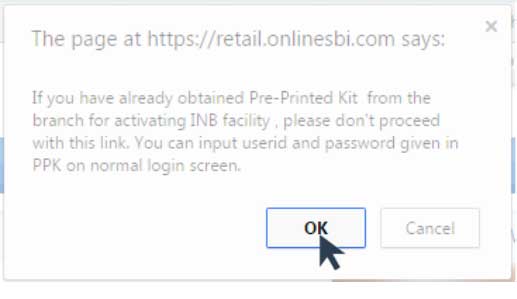 The page at https://retail.onlinesbi.com says:
If you have already obtained Pre-Printed Kit from the
branch for activating INB facility , please don't proceed
with this link. You can input userid and password given in
PPK on normal login screen.
OK
Cancel